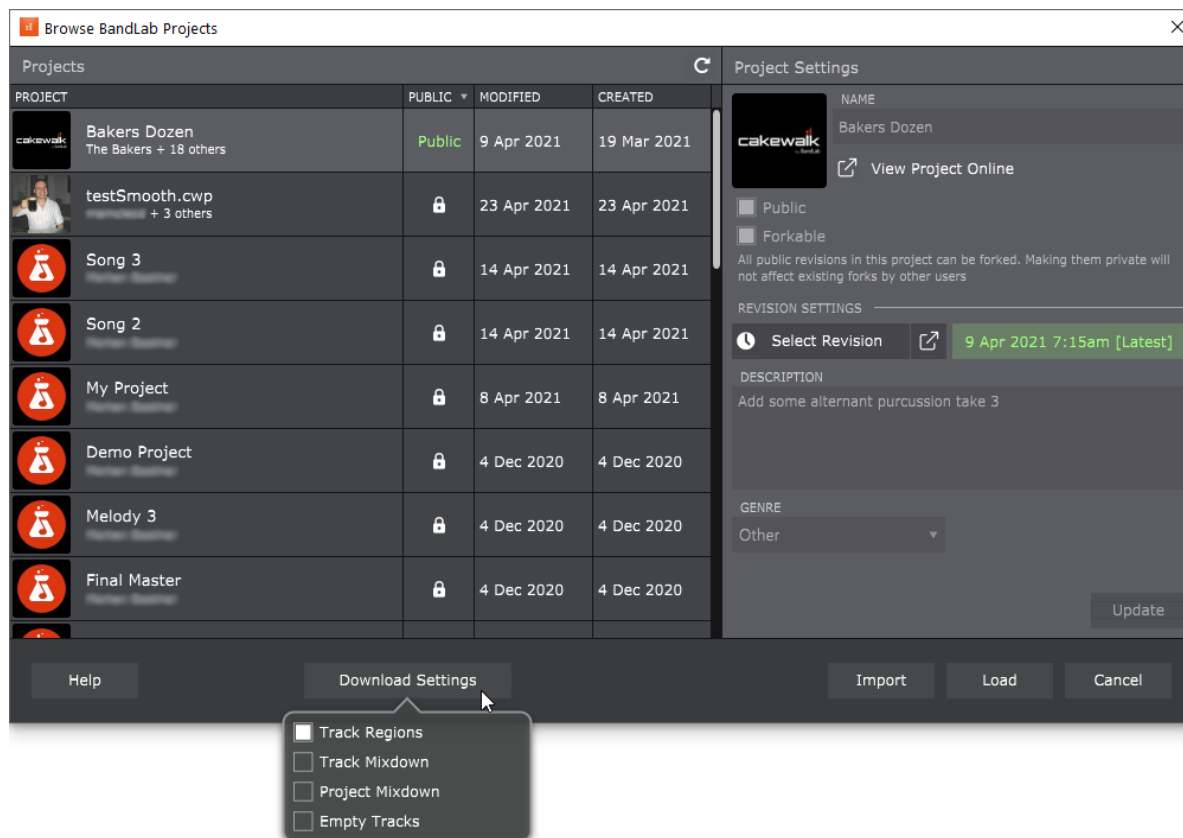 Browse BandLab Projects
Projects
Project Settings
PROJECT
PUBLIC
MODIFIED
CREATED
cakewalk
Bakers Dozen
The Bakers + 18 others
Public
9 Apr 2021
19 Mar 2021
testSmooth.cwp
+ 3 others
23 Apr 2021
23 Apr 2021
Song 3
14 Apr 2021
14 Apr 2021
Song 2
14 Apr 2021
14 Apr 2021
My Project
8 Apr 2021
8 Apr 2021
Demo Project
4 Dec 2020
4 Dec 2020
Melody 3
4 Dec 2020
4 Dec 2020
Final Master
4 Dec 2020
4 Dec 2020
cakewalk
by BandLab
NAME
Bakers Dozen
View Project Online
Public
Forkable
All public revisions in this project can be forked. Making them private will
not affect existing forks by other users
REVISION SETTINGS
Select Revision
9 Apr 2021 7:15am [Latest]
DESCRIPTION
Add some alternant purcussion take 3
GENRE
Other
Update
Help
Download Settings
Import
Load
Cancel
Track Regions
Track Mixdown
Project Mixdown
Empty Tracks